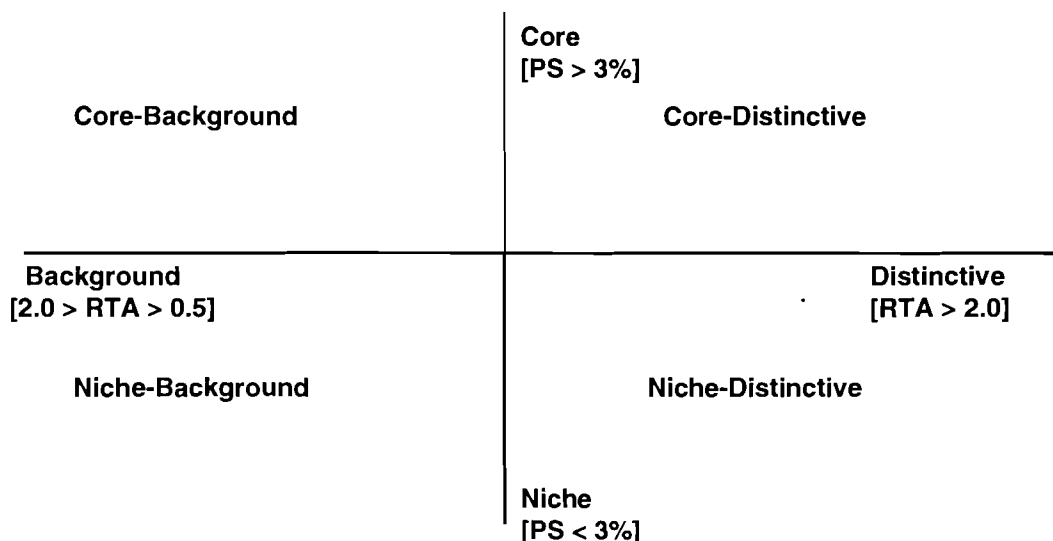 Core
[PS > 3%]
Core-Background
Core-Distinctive
Background
[2.0 > RTA > 0.5]
Distinctive
[RTA > 2.0]
Niche-Background
Niche-Distinctive
Niche
[PS < 3%]